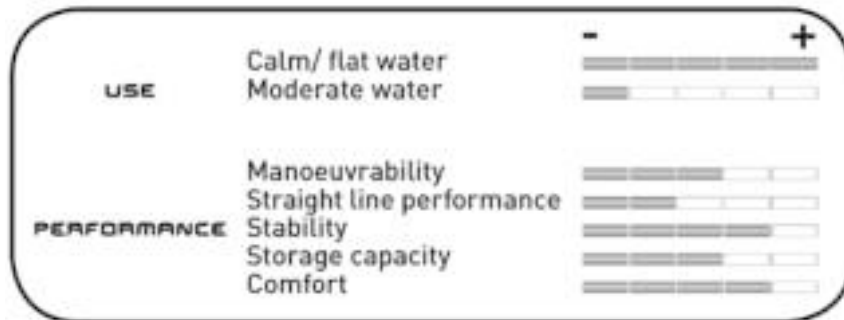 - +
Calm/ flat water
USE
Moderate water
Manoeuvrability
Straight line performance
PERFORMANCE Stability
Storage capacity
Comfort